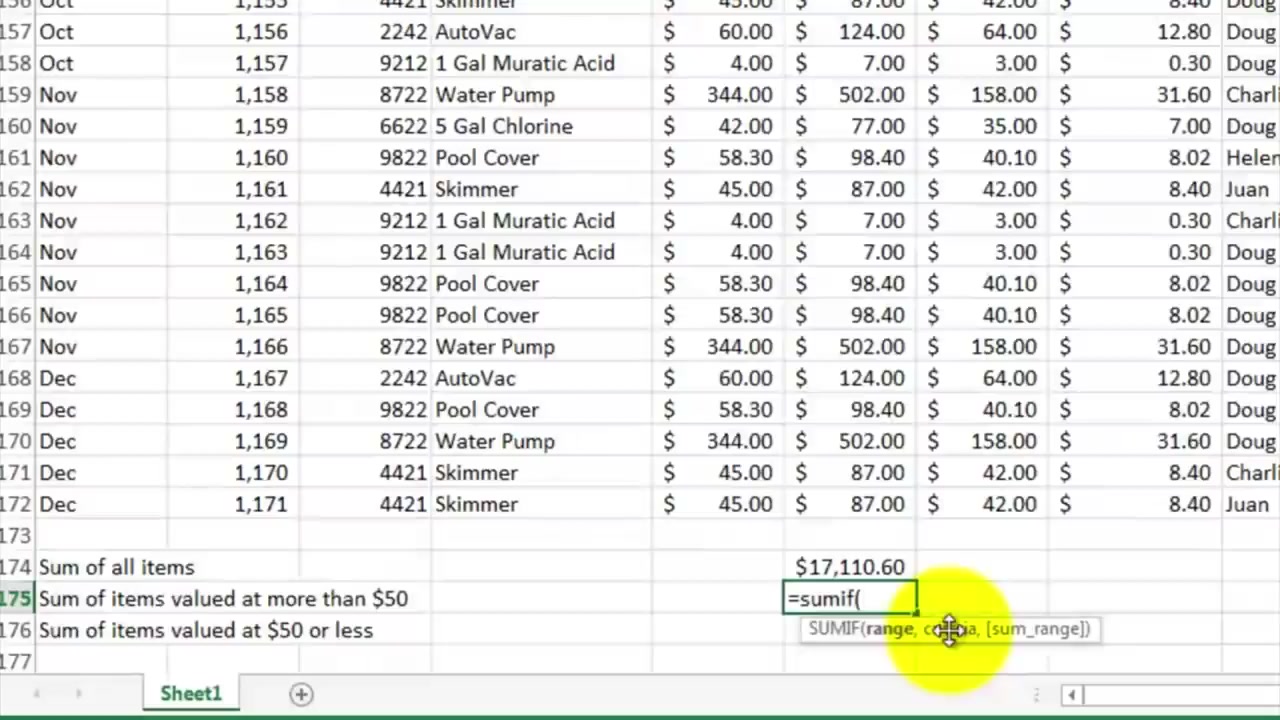 156 Oct 1,155 4421 Skimmer $ 45.00 $ 87.00 $ 42.00 $ 8.40 Doug
157 Oct 1,156 2242 AutoVac $ 60.00 $ 124.00 $ 64.00 $ 12.80 Doug
158 Oct 1,157 9212 1 Gal Muratic Acid $ 4.00 $ 7.00 $ 3.00 $ 0.30 Doug
159 Nov 1,158 8722 Water Pump $ 344.00 $ 502.00 $ 158.00 $ 31.60 Charli
160 Nov 1,159 6622 5 Gal Chlorine $ 42.00 $ 77.00 $ 35.00 $ 7.00 Doug
161 Nov 1,160 9822 Pool Cover $ 58.30 $ 98.40 $ 40.10 $ 8.02 Helen
162 Nov 1,161 4421 Skimmer $ 45.00 $ 87.00 $ 42.00 $ 8.40 Juan
163 Nov 1,162 9212 1 Gal Muratic Acid $ 4.00 $ 7.00 $ 3.00 $ 0.30 Charli
164 Nov 1,163 9212 1 Gal Muratic Acid $ 4.00 $ 7.00 $ 3.00 $ 0.30 Doug
165 Nov 1,164 9822 Pool Cover $ 58.30 $ 98.40 $ 40.10 $ 8.02 Doug
166 Nov 1,165 9822 Pool Cover $ 58.30 $ 98.40 $ 40.10 $ 8.02 Doug
167 Nov 1,166 8722 Water Pump $ 344.00 $ 502.00 $ 158.00 $ 31.60 Doug
168 Dec 1,167 2242 AutoVac $ 60.00 $ 124.00 $ 64.00 $ 12.80 Doug
169 Dec 1,168 9822 Pool Cover $ 58.30 $ 98.40 $ 40.10 $ 8.02 Doug
170 Dec 1,169 8722 Water Pump $ 344.00 $ 502.00 $ 158.00 $ 31.60 Doug
171 Dec 1,170 4421 Skimmer $ 45.00 $ 87.00 $ 42.00 $ 8.40 Charli
172 Dec 1,171 4421 Skimmer $ 45.00 $ 87.00 $ 42.00 $ 8.40 Juan
173
174 Sum of all items $17,110.60
175 Sum of items valued at more than $50 =sumif(
176 Sum of items valued at $50 or less SUMIF(range, criteria, [sum_range])
177
Sheet1